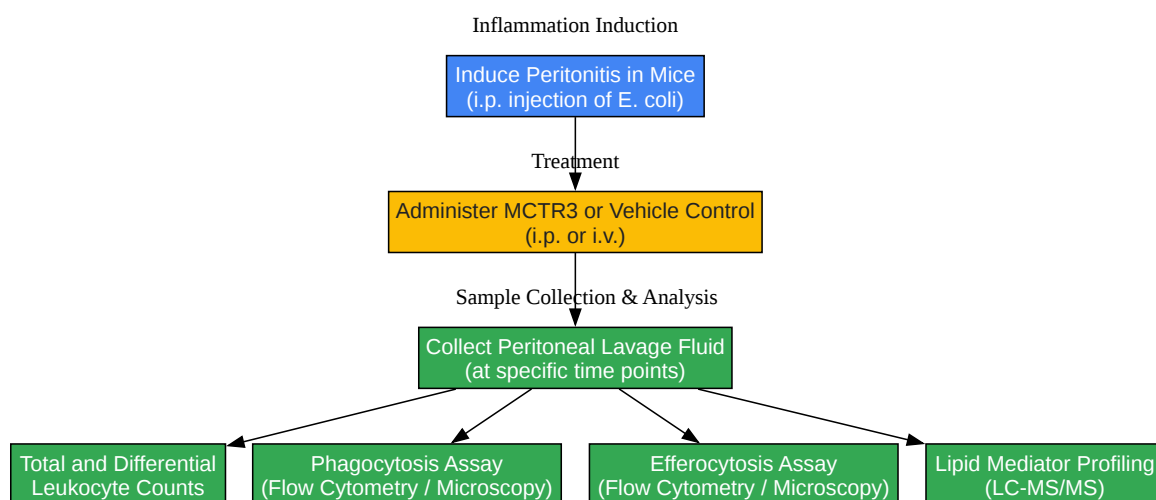 Inflammation Induction
Induce Peritonitis in Mice
(i.p. injection of E. coli)
Treatment
Administer MCTR3 or Vehicle Control
(i.p. or i.v.)
Sample Collection & Analysis
Collect Peritoneal Lavage Fluid
(at specific time points)
Total and Differential
Leukocyte Counts
Phagocytosis Assay
(Flow Cytometry / Microscopy)
Efferocytosis Assay
(Flow Cytometry / Microscopy)
Lipid Mediator Profiling
(LC-MS/MS)